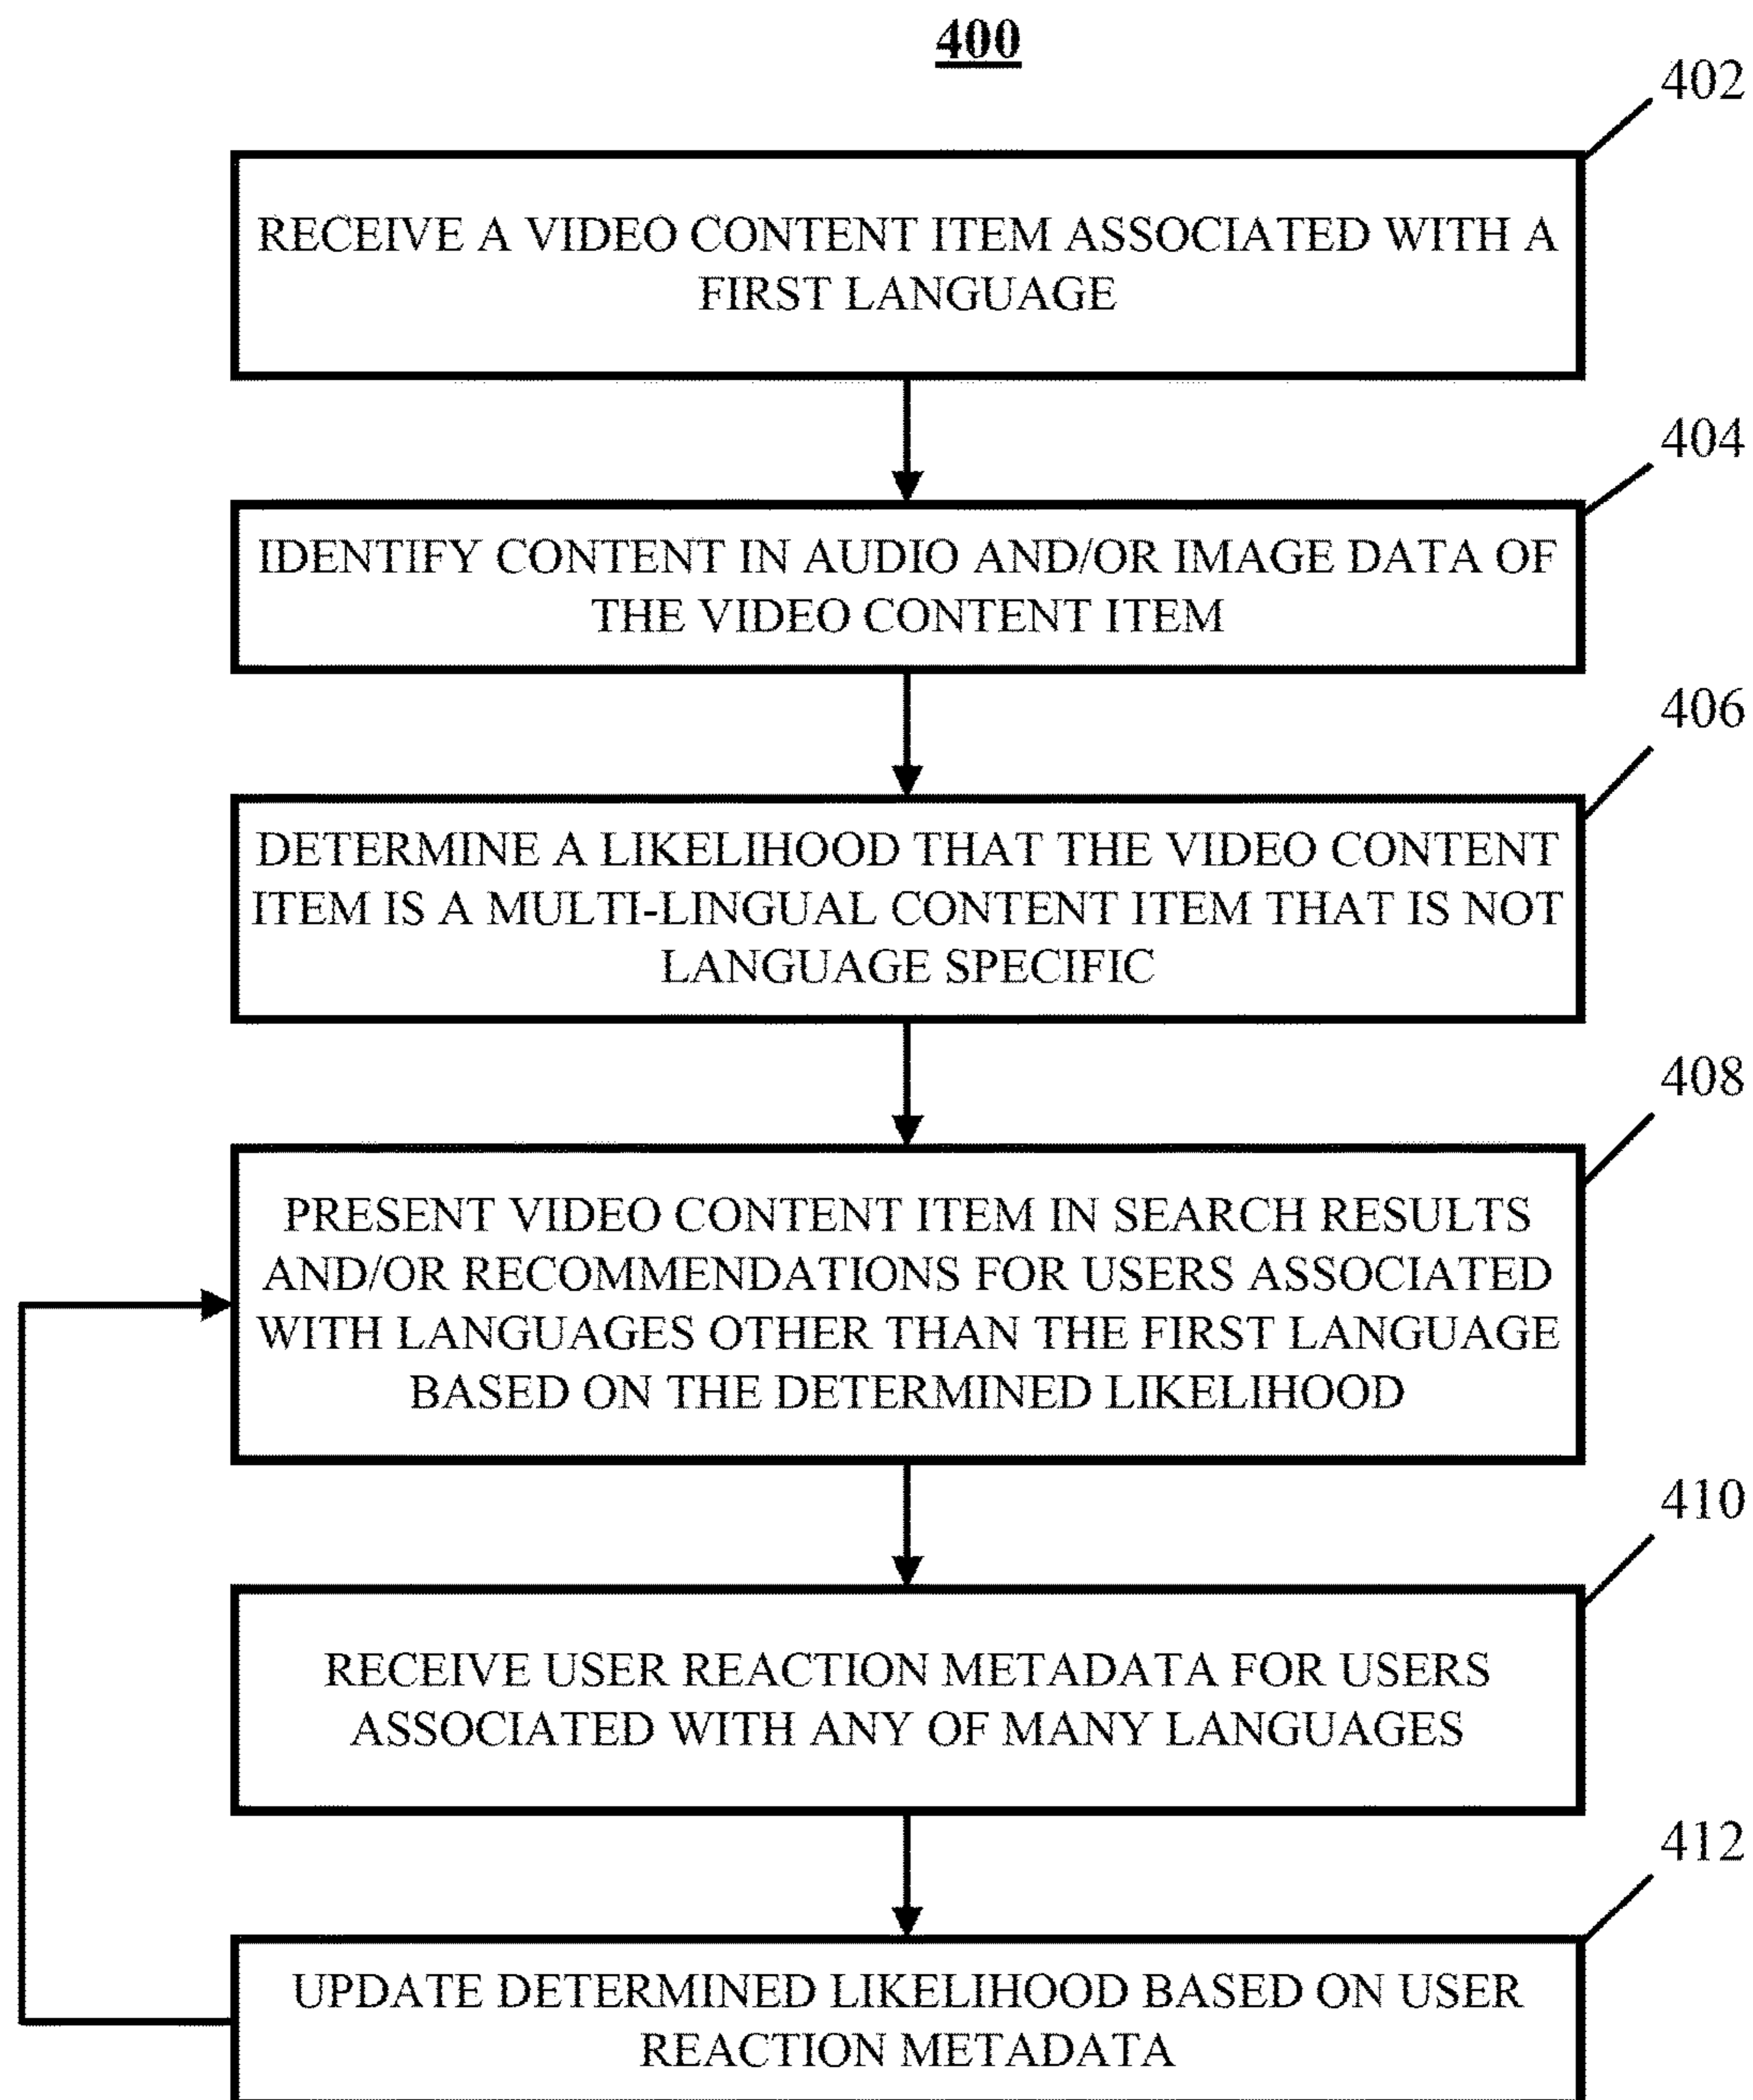 400
402
RECEIVE A VIDEO CONTENT ITEM ASSOCIATED WITH A
FIRST LANGUAGE
404
IDENTIFY CONTENT IN AUDIO AND/OR IMAGE DATA OF
THE VIDEO CONTENT ITEM
406
DETERMINE A LIKELIHOOD THAT THE VIDEO CONTENT
ITEM IS A MULTI-LINGUAL CONTENT ITEM THAT IS NOT
LANGUAGE SPECIFIC
408
PRESENT VIDEO CONTENT ITEM IN SEARCH RESULTS
AND/OR RECOMMENDATIONS FOR USERS ASSOCIATED
WITH LANGUAGES OTHER THAN THE FIRST LANGUAGE
BASED ON THE DETERMINED LIKELIHOOD
410
RECEIVE USER REACTION METADATA FOR USERS
ASSOCIATED WITH ANY OF MANY LANGUAGES
412
UPDATE DETERMINED LIKELIHOOD BASED ON USER
REACTION METADATA